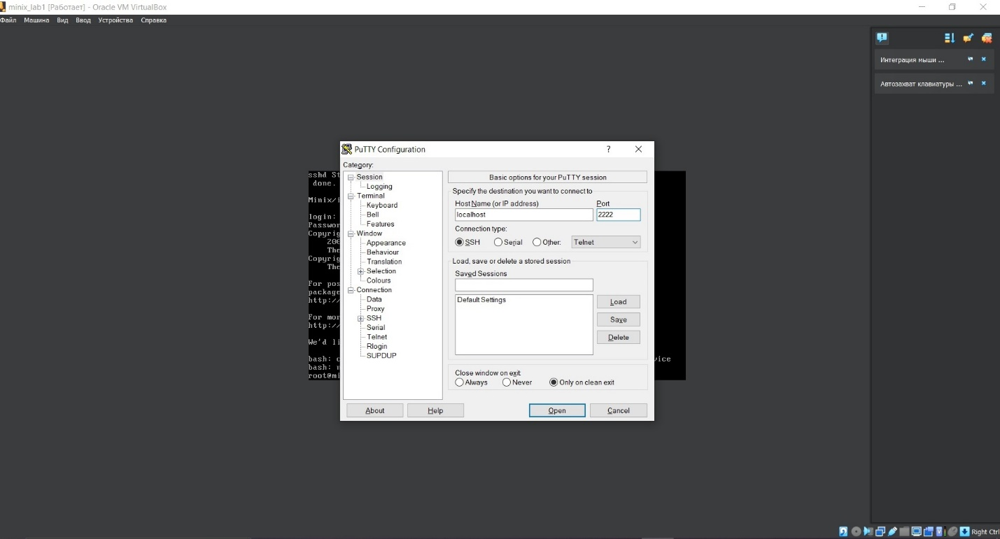 minix_lab1 [Работает] - Oracle VM VirtualBox
Файл Машина Вид Ввод Устройства Справка
Интеграция мыши ...
Автозахват клавиатуры ...
PuTTY Configuration
? 
Category:
Session
Logging
Terminal
Keyboard
Bell
Features
Window
Appearance
Behaviour
Translation
Selection
Colours
Connection
Data
Proxy
SSH
Serial
Telnet
Rlogin
SUPDUP
Basic options for your PuTTY session
Specify the destination you want to connect to
Host Name (or IP address) Port
localhost 2222
Connection type:
SSH Serial Other: Telnet
Load, save or delete a stored session
Saved Sessions
Default Settings
Load
Save
Delete
Close window on exit:
Always Never Only on clean exit
About Help Open Cancel
sshd St
done.
Minix/i
login:
Passwor
Copyrig
200
The
Copyrig
The
For pos
package
http:/
For mor
http:/
We'd li
bash: c
vice
bash: n
root@mi
Right Ctrl